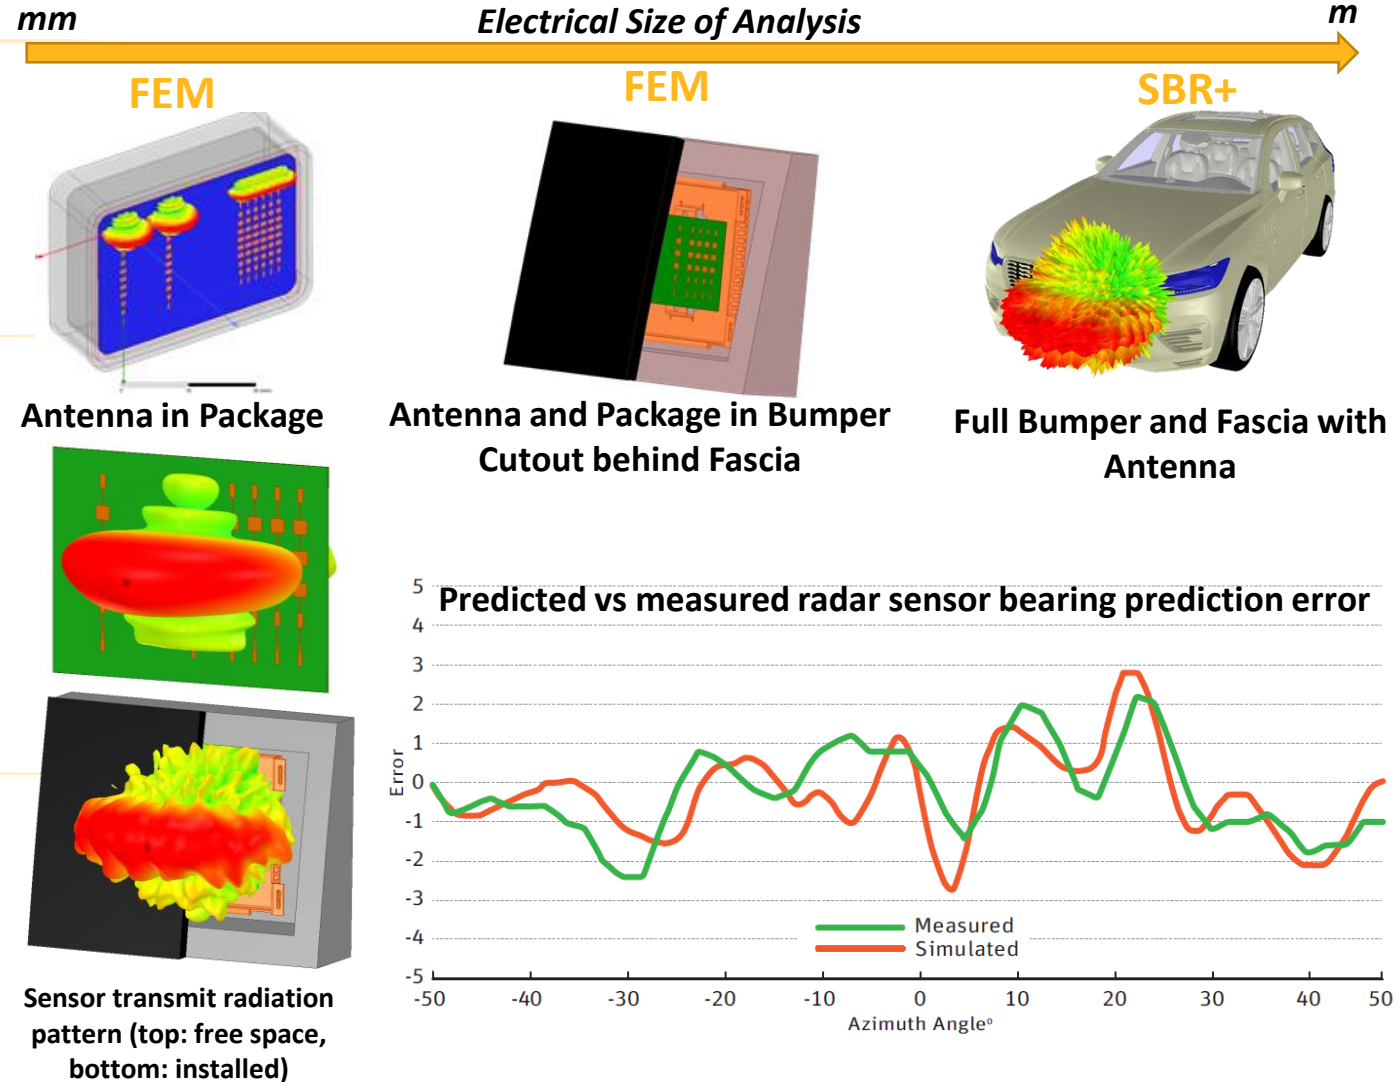 mm
Electrical Size of Analysis
m
FEM
FEM
SBR+
Antenna in Package
Antenna and Package in Bumper
Cutout behind Fascia
Full Bumper and Fascia with
Antenna
Sensor transmit radiation
pattern (top: free space,
bottom: installed)
Predicted vs measured radar sensor bearing prediction error
5
4
3
2
1
0
-1
-2
-3
-4
-5
Error
Measured
Simulated
-50
-40
-30
-20
-10
0
10
20
30
40
50
Azimuth Angle°